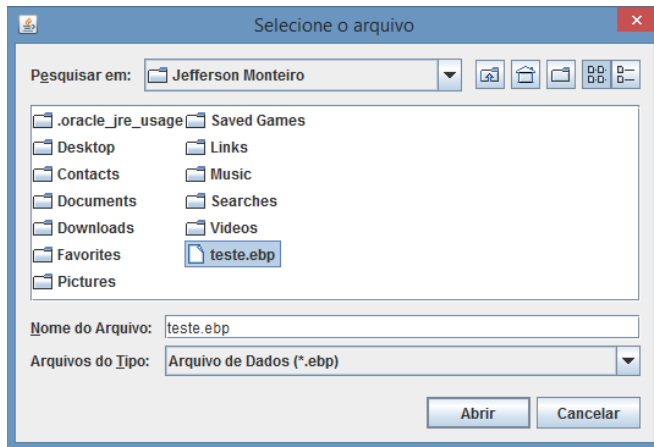 Selecione o arquivo
Pesquisar em: Jefferson Monteiro
.oracle_jre_usage Saved Games
Desktop Links
Contacts Music
Documents Searches
Downloads Videos
Favorites teste.ebp
Pictures
Nome do Arquivo: teste.ebp
Arquivos do Tipo: Arquivo de Dados (*.ebp)
Abrir Cancelar